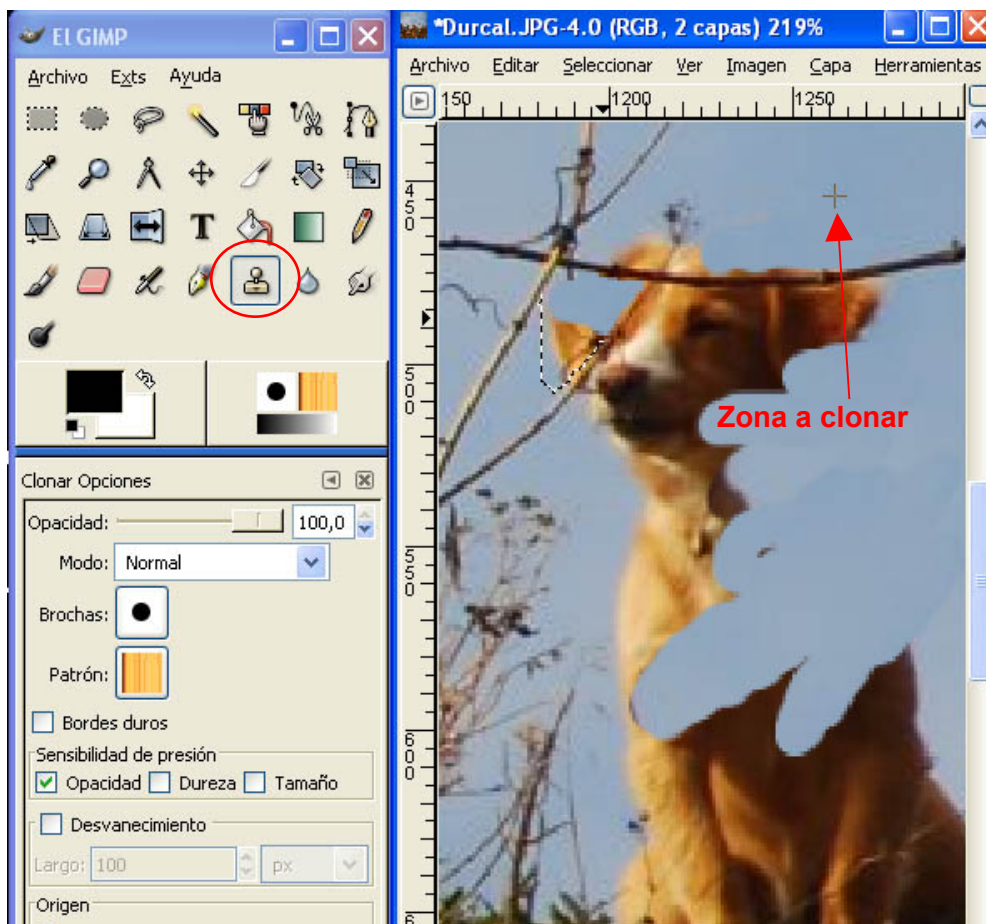 El GIMP
Archivo Exts Ayuda
T
Clonar Opciones
Opacidad: 100,0
Modo: Normal
Brochas:
Patrón:
Bordes duros
Sensibilidad de presión
Opacidad Dureza Tamaño
Desvanecimiento
Largo: 100 px
Origen
*Durcal.JPG-4.0 (RGB, 2 capas) 219%
Archivo Editar Seleccionar Ver Imagen Capa Herramientas
150 1200 1250
450
500
550
600
6
Zona a clonar